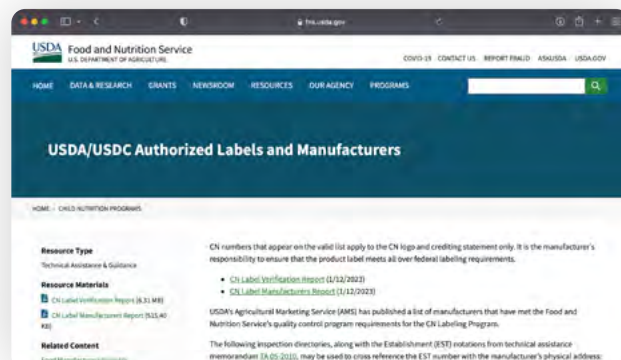 fns.usda.gov
USDA Food and Nutrition Service
U.S. DEPARTMENT OF AGRICULTURE
COVID-19 CONTACT US REPORT FRAUD ASKUSDA USDA.GOV
HOME DATA & RESEARCH GRANTS NEWSROOM RESOURCES OUR AGENCY PROGRAMS
USDA/USDC Authorized Labels and Manufacturers
HOME CHILD NUTRITION PROGRAMS
Resource Type
Technical Assistance & Guidance
Resource Materials
CN Label Verification Report (6.31 MB)
CN Label Manufacturers Report (515.40
KB)
Related Content
CN numbers that appear on the valid list apply to the CN logo and crediting statement only. It is the manufacturer's
responsibility to ensure that the product label meets all over federal labeling requirements.
CN Label Verification Report (1/12/2023)
CN Label Manufacturers Report (1/12/2023)
USDA's Agricultural Marketing Service (AMS) has published a list of manufacturers that have met the Food and
Nutrition Service's quality control program requirements for the CN Labeling Program.
The following inspection directories, along with the Establishment (EST) notations from technical assistance
memorandum TA 05-2010, may be used to cross reference the EST number with the manufacturer's physical address: